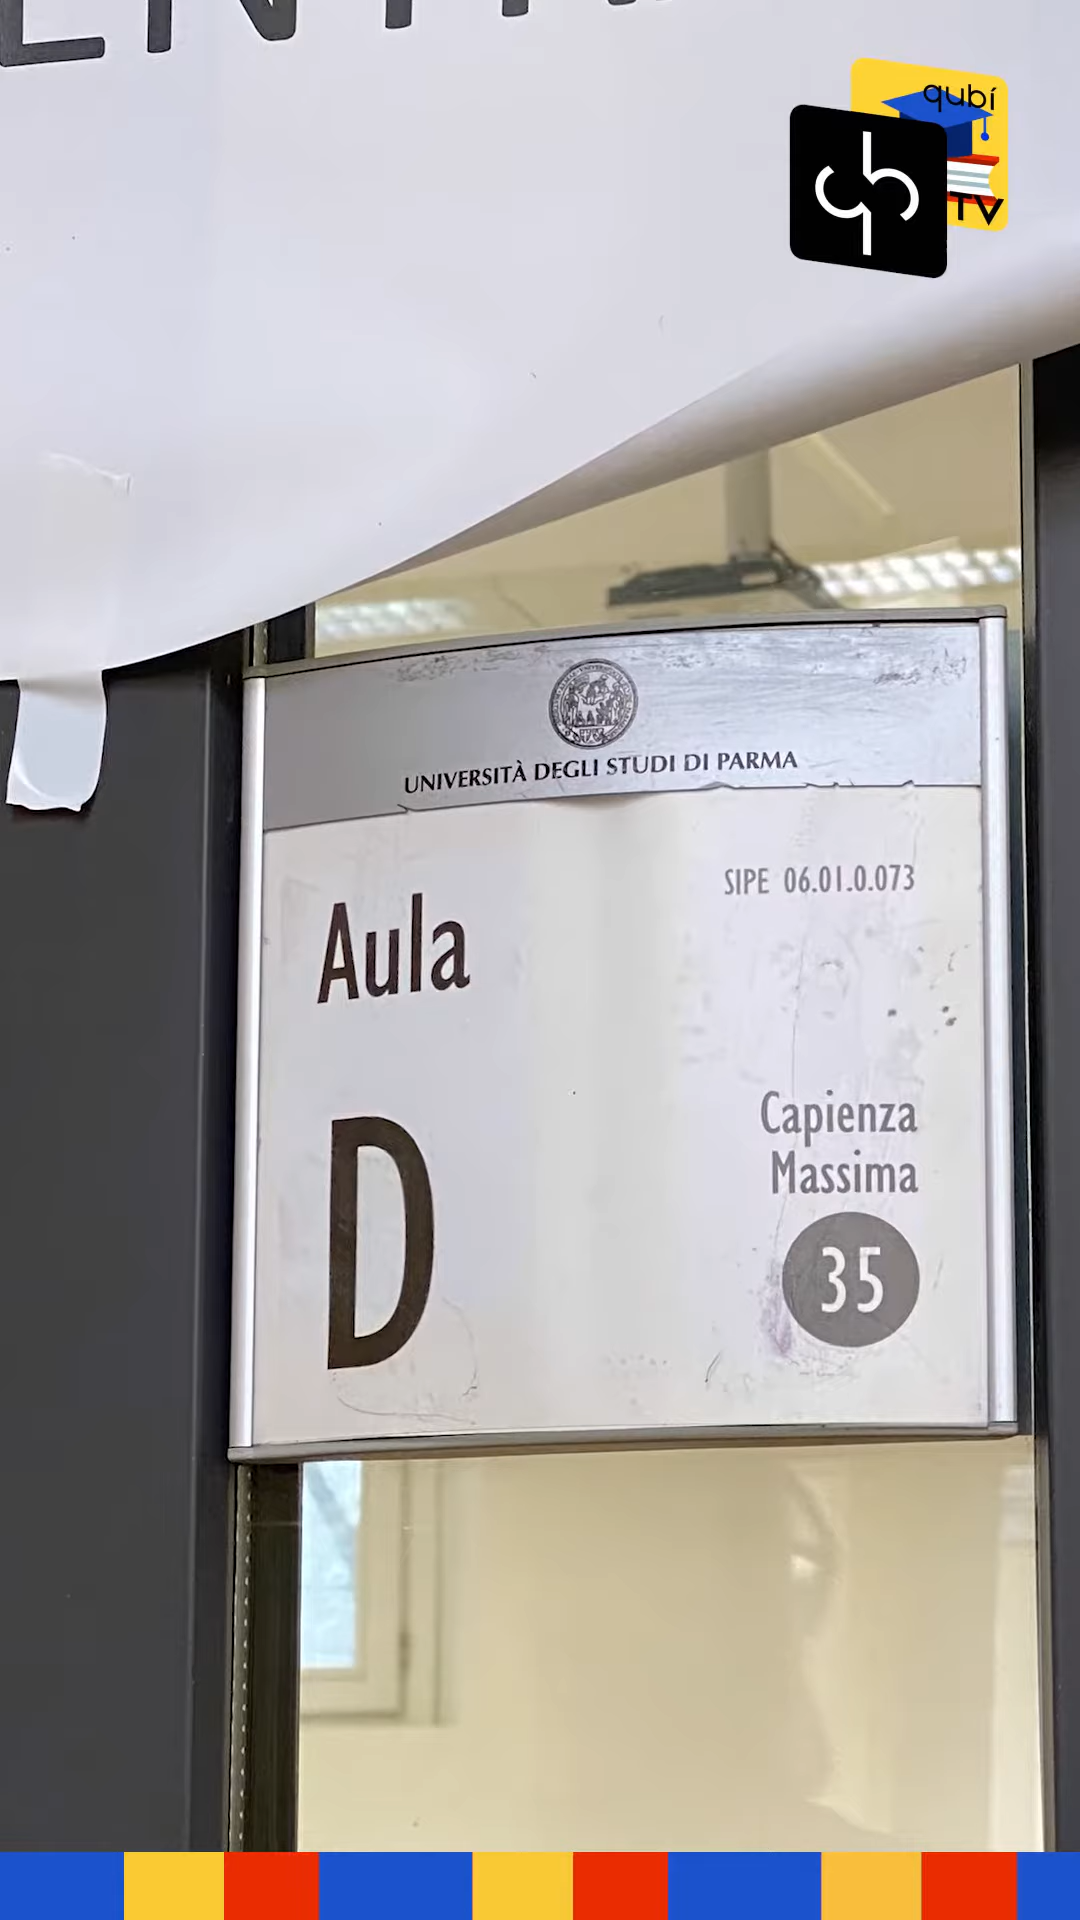 qubí
TV
UNIVERSITÀ DEGLI STUDI DI PARMA
SIPE 06.01.0.073
Aula
D
Capienza
Massima
35